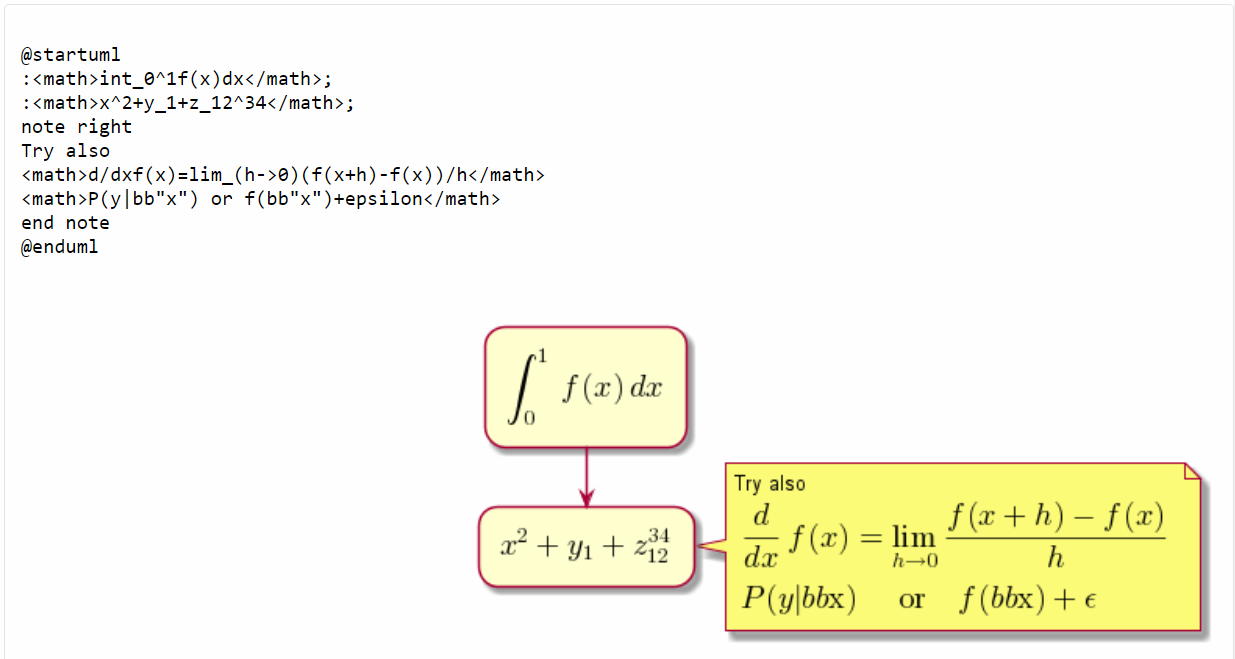 @startuml
:<math>int_0^1f(x)dx</math>;
:<math>x^2+y_1+z_12^34</math>;
note right
Try also
<math>d/dxf(x)=lim_(h->0)(f(x+h)-f(x))/h</math>
<math>P(y|bb"x") or f(bb"x")+epsilon</math>
end note
@enduml
∫₀¹ f(x) dx
x² + y₁ + z₁₂³⁴
Try also
d/dx f(x) = lim h→0 f(x + h) − f(x) / h
P(y|bbx) or f(bbx) + ϵ